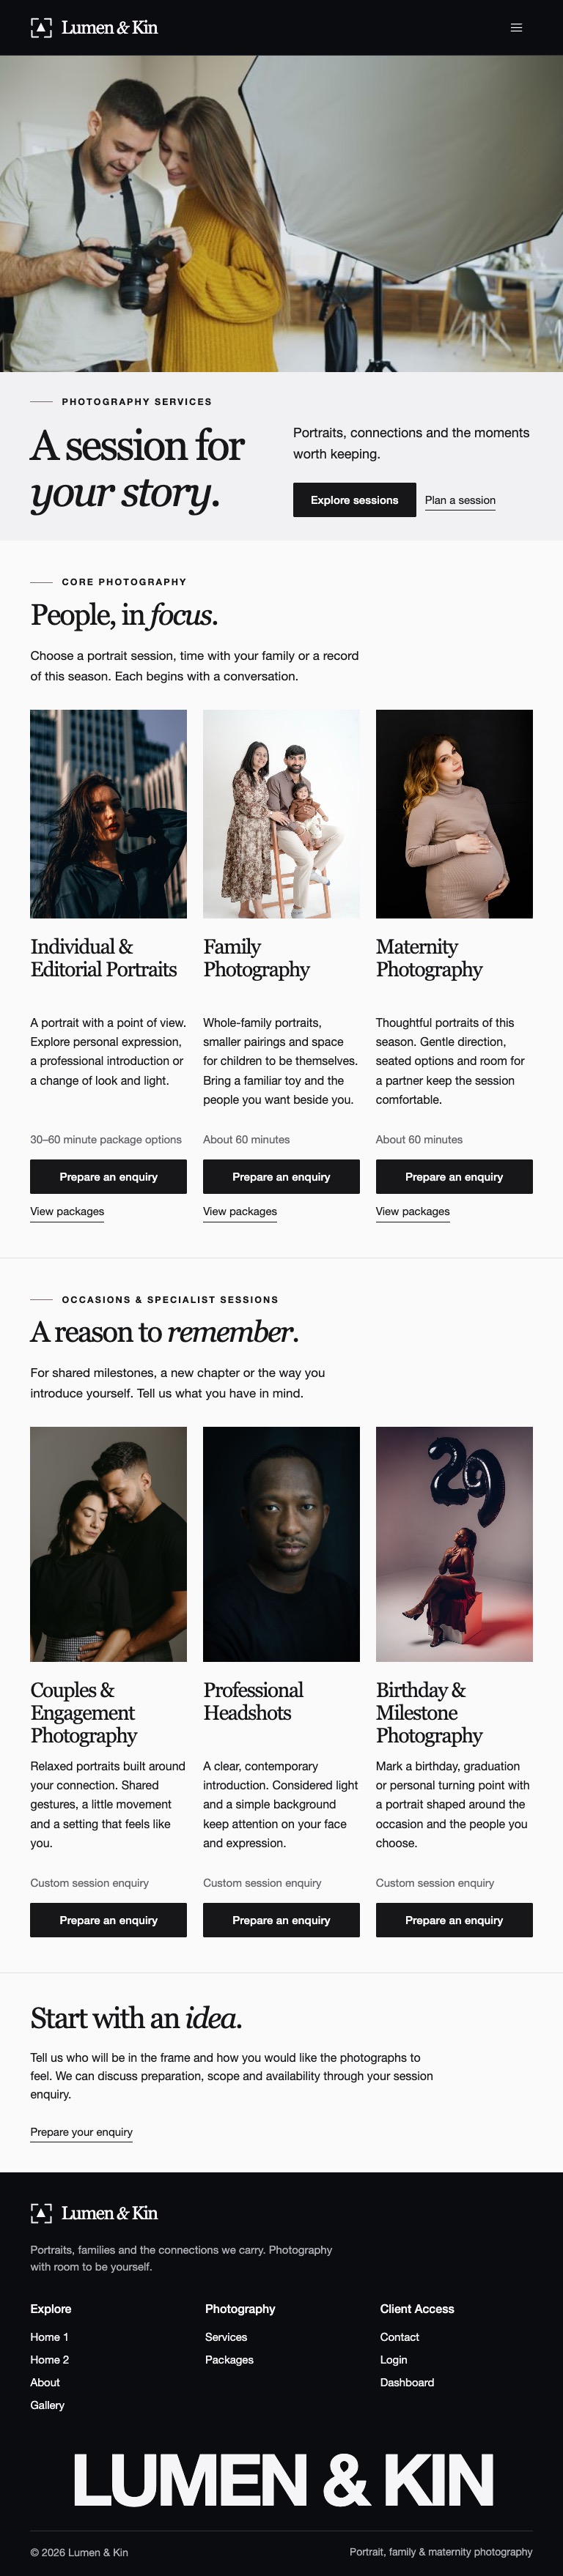 Lumen & Kin
PHOTOGRAPHY SERVICES
A session for
your story.
Portraits, connections and the moments
worth keeping.
Explore sessions
Plan a session
CORE PHOTOGRAPHY
People, in focus.
Choose a portrait session, time with your family or a record
of this season. Each begins with a conversation.
Individual &
Editorial Portraits
A portrait with a point of view.
Explore personal expression,
a professional introduction or
a change of look and light.
30–60 minute package options
Prepare an enquiry
View packages
Family
Photography
Whole-family portraits,
smaller pairings and space
for children to be themselves.
Bring a familiar toy and the
people you want beside you.
About 60 minutes
Prepare an enquiry
View packages
Maternity
Photography
Thoughtful portraits of this
season. Gentle direction,
seated options and room for
a partner keep the session
comfortable.
About 60 minutes
Prepare an enquiry
View packages
OCCASIONS & SPECIALIST SESSIONS
A reason to remember.
For shared milestones, a new chapter or the way you
introduce yourself. Tell us what you have in mind.
29
Couples &
Engagement
Photography
Relaxed portraits built around
your connection. Shared
gestures, a little movement
and a setting that feels like
you.
Custom session enquiry
Prepare an enquiry
Professional
Headshots
A clear, contemporary
introduction. Considered light
and a simple background
keep attention on your face
and expression.
Custom session enquiry
Prepare an enquiry
Birthday &
Milestone
Photography
Mark a birthday, graduation
or personal turning point with
a portrait shaped around the
occasion and the people you
choose.
Custom session enquiry
Prepare an enquiry
Start with an idea.
Tell us who will be in the frame and how you would like the photographs to
feel. We can discuss preparation, scope and availability through your session
enquiry.
Prepare your enquiry
Lumen & Kin
Portraits, families and the connections we carry. Photography
with room to be yourself.
Explore
Home 1
Home 2
About
Gallery
Photography
Services
Packages
Client Access
Contact
Login
Dashboard
LUMEN & KIN
© 2026 Lumen & Kin
Portrait, family & maternity photography